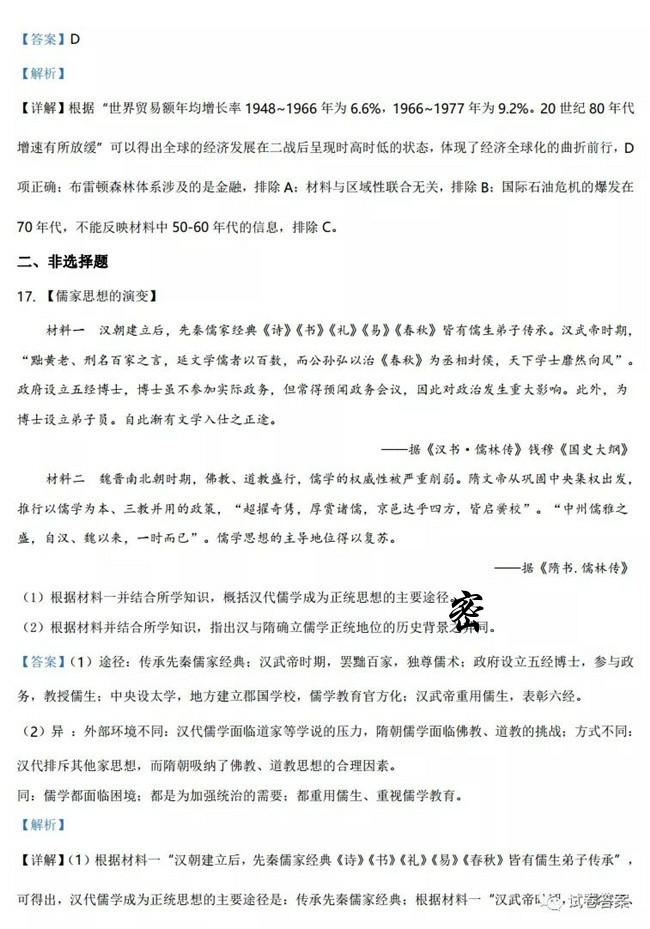 【答案】D
【解析】
【详解】根据“世界贸易额年均增长率 1948~1966 年为 6.6%，1966~1977 年为 9.2%。20 世纪 80 年代
增速有所放缓”可以得出全球的经济发展在二战后呈现时高时低的状态，体现了经济全球化的曲折前行，D
项正确；布雷顿森林体系涉及的是金融，排除 A；材料与区域性联合无关，排除 B；国际石油危机的爆发在
70 年代，不能反映材料中 50-60 年代的信息，排除 C。
二、非选择题
17. 【儒家思想的演变】
材料一 汉朝建立后，先秦儒家经典《诗》《书》《礼》《易》《春秋》皆有儒生弟子传承。汉武帝时期，
“黜黄老、刑名百家之言，延文学儒者以百数，而公孙弘以治《春秋》为丞相封侯，天下学士靡然向风”。
政府设立五经博士，博士虽不参加实际政务，但常得预闻政务会议，因此对政治发生重大影响。此外，为
博士设立弟子员。自此渐有文学入仕之正途。
——据《汉书·儒林传》钱穆《国史大纲》
材料二 魏晋南北朝时期，佛教、道教盛行，儒学的权威性被严重削弱。隋文帝从巩固中央集权出发，
推行以儒学为本、三教并用的政策，“超擢奇隽，厚赏诸儒，京邑达乎四方，皆启黉校”。“中州儒雅之
盛，自汉、魏以来，一时而已”。儒学思想的主导地位得以复苏。
——据《隋书.儒林传》
（1）根据材料一并结合所学知识，概括汉代儒学成为正统思想的主要途径。
（2）根据材料并结合所学知识，指出汉与隋确立儒学正统地位的历史背景之异同。
密
【答案】（1）途径：传承先秦儒家经典；汉武帝时期，罢黜百家，独尊儒术；政府设立五经博士，参与政
务，教授儒生；中央设太学，地方建立郡国学校，儒学教育官方化；汉武帝重用儒生，表彰六经。
（2）异 ：外部环境不同：汉代儒学面临道家等学说的压力，隋朝儒学面临佛教、道教的挑战；方式不同：
汉代排斥其他家思想，而隋朝吸纳了佛教、道教思想的合理因素。
同：儒学都面临困境；都是为加强统治的需要；都重用儒生、重视儒学教育。
【解析】
【详解】（1）根据材料一“汉朝建立后，先秦儒家经典《诗》《书》《礼》《易》《春秋》皆有儒生弟子传承”，
可得出，汉代儒学成为正统思想的主要途径是：传承先秦儒家经典；根据材料一“汉武帝时期，
试卷答案